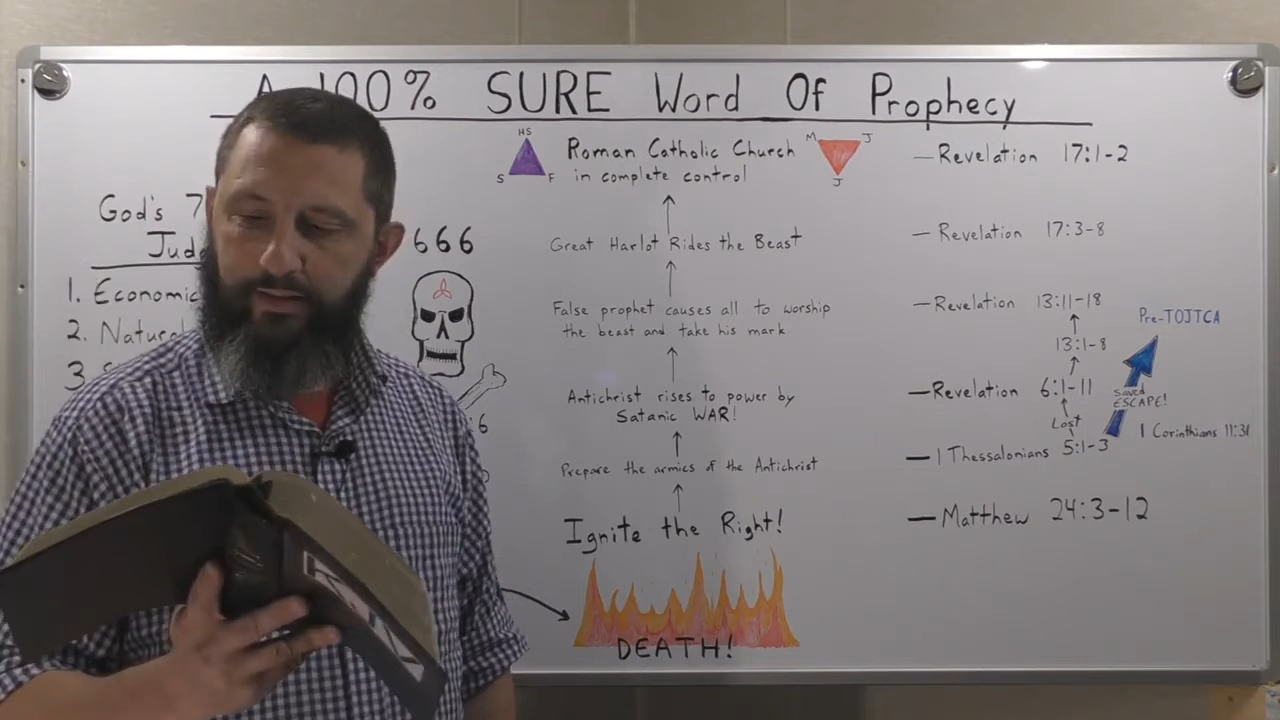 A 100% SURE Word Of Prophecy
God's 7
1. Economic
2.
3.
666
HS
S F
Roman Catholic Church
in complete control
M J
J
Great Harlot Rides the Beast
False prophet causes all to worship
the beast and take his mark
Antichrist rises to power by
Satanic WAR!
Prepare the armies of the Antichrist
Ignite the Right!
DEATH!
— Revelation 17:1-2
— Revelation 17:3-8
— Revelation 13:11-18
13:1-8
— Revelation 6:1-11
Lost
— 1 Thessalonians 5:1-3
— Matthew 24:3-12
Pre-TOJTCA
Saved
ESCAPE!
1 Corinthians 11:31